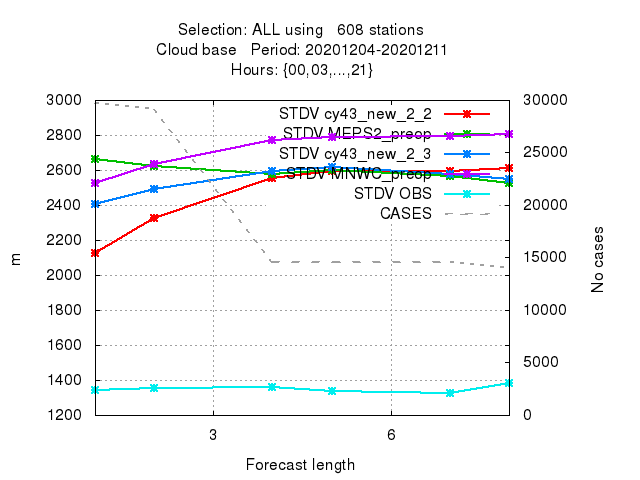 Selection: ALL using   608 stations
Cloud base   Period: 20201204-20201211
Hours: {00,03,...,21}
3000
2800
2600
2400
2200
2000
1800
1600
1400
1200
m
STDV cy43_new_2_2
STDV MEPS2_preop
STDV cy43_new_2_3
STDV MNWC_preop
STDV OBS
CASES
30000
25000
20000
15000
10000
5000
0
No cases
3
6
Forecast length